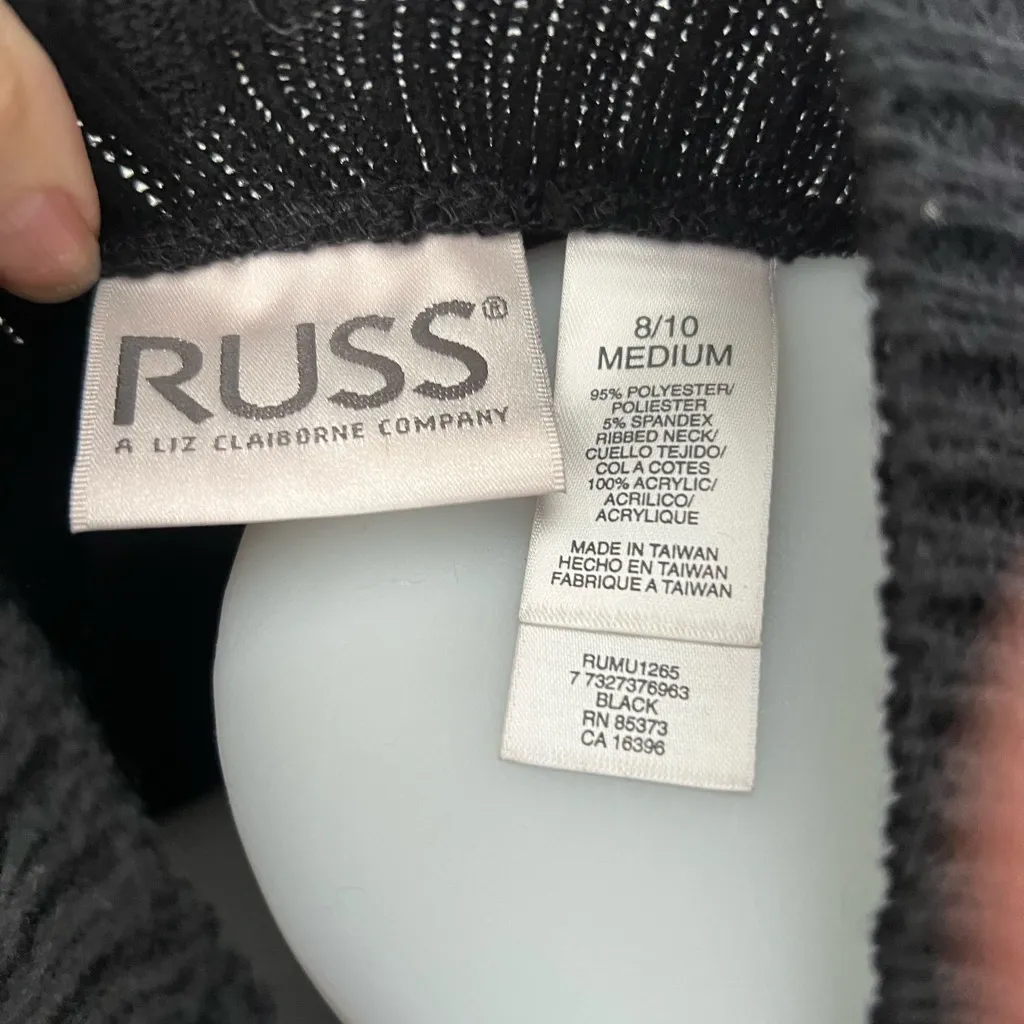 RUSS®
A LIZ CLAIBORNE COMPANY
8/10
MEDIUM
95% POLYESTER/
POLIESTER
5% SPANDEX
RIBBED NECK/
CUELLO TEJIDO/
COL A COTES
100% ACRYLIC/
ACRILICO/
ACRYLIQUE
MADE IN TAIWAN
HECHO EN TAIWAN
FABRIQUE A TAIWAN
RUMU1265
7 7327376963
BLACK
RN 85373
CA 16396